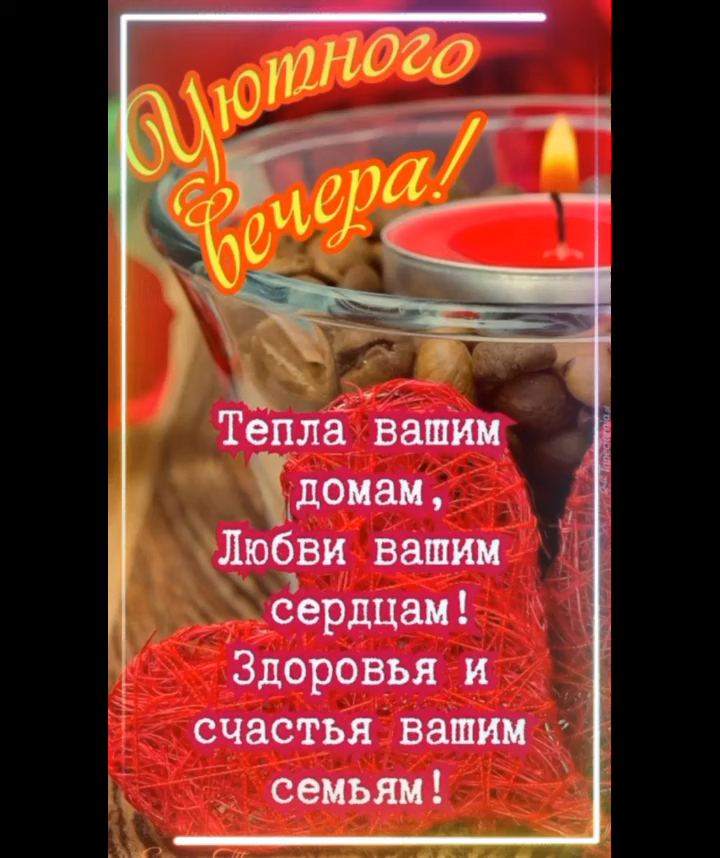 Уютного
вечера!
Тепла вашим
домам,
Любви вашим
сердцам!
Здоровья и
счастья вашим
семьям!